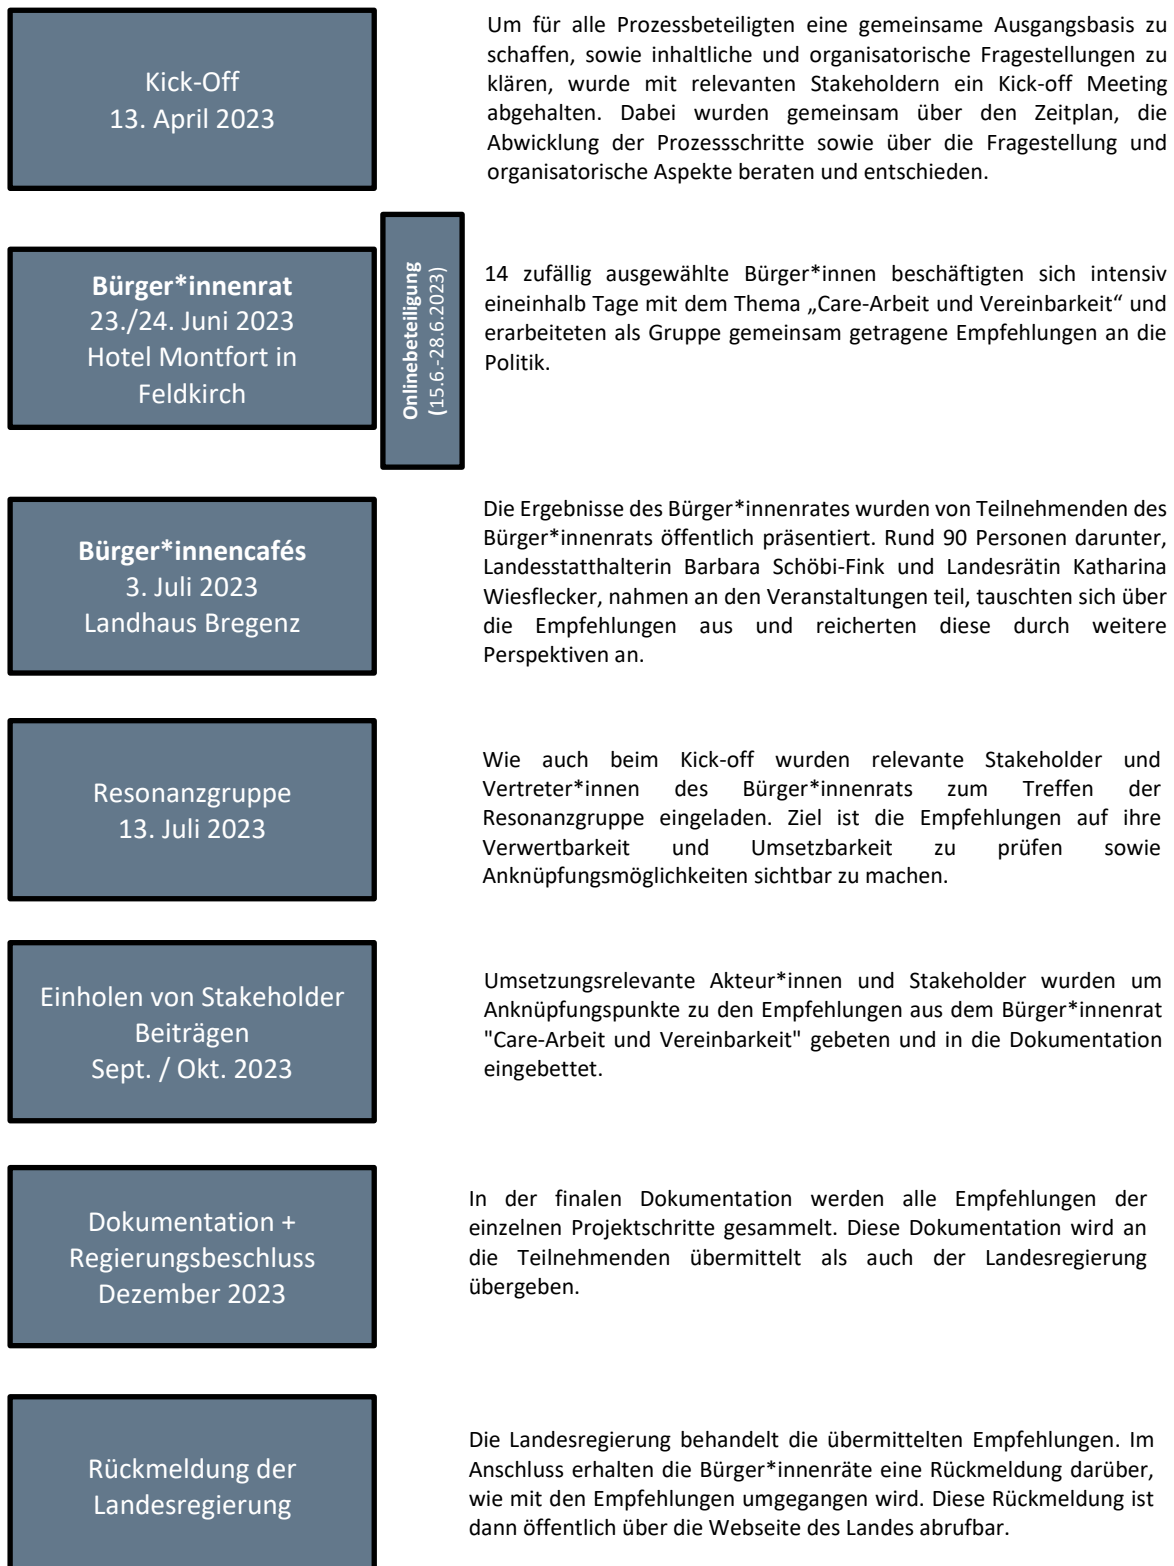 Kick-Off
13. April 2023
Um für alle Prozessbeteiligten eine gemeinsame Ausgangsbasis zu
schaffen, sowie inhaltliche und organisatorische Fragestellungen zu
klären, wurde mit relevanten Stakeholdern ein Kick-off Meeting
abgehalten. Dabei wurden gemeinsam über den Zeitplan, die
Abwicklung der Prozessschritte sowie über die Fragestellung und
organisatorische Aspekte beraten und entschieden.
Bürger*innenrat
23./24. Juni 2023
Hotel Montfort in
Feldkirch
Onlinebeteiligung
(15.6.-28.6.2023)
14 zufällig ausgewählte Bürger*innen beschäftigten sich intensiv
eineinhalb Tage mit dem Thema „Care-Arbeit und Vereinbarkeit“ und
erarbeiteten als Gruppe gemeinsam getragene Empfehlungen an die
Politik.
Bürger*innencafés
3. Juli 2023
Landhaus Bregenz
Die Ergebnisse des Bürger*innenrates wurden von Teilnehmenden des
Bürger*innenrats öffentlich präsentiert. Rund 90 Personen darunter,
Landesstatthalterin Barbara Schöbi-Fink und Landesrätin Katharina
Wiesflecker, nahmen an den Veranstaltungen teil, tauschten sich über
die Empfehlungen aus und reicherten diese durch weitere
Perspektiven an.
Resonanzgruppe
13. Juli 2023
Wie auch beim Kick-off wurden relevante Stakeholder und
Vertreter*innen des Bürger*innenrats zum Treffen der
Resonanzgruppe eingeladen. Ziel ist die Empfehlungen auf ihre
Verwertbarkeit und Umsetzbarkeit zu prüfen sowie
Anknüpfungsmöglichkeiten sichtbar zu machen.
Einholen von Stakeholder
Beiträgen
Sept. / Okt. 2023
Umsetzungsrelevante Akteur*innen und Stakeholder wurden um
Anknüpfungspunkte zu den Empfehlungen aus dem Bürger*innenrat
"Care-Arbeit und Vereinbarkeit" gebeten und in die Dokumentation
eingebettet.
Dokumentation +
Regierungsbeschluss
Dezember 2023
In der finalen Dokumentation werden alle Empfehlungen der
einzelnen Projektschritte gesammelt. Diese Dokumentation wird an
die Teilnehmenden übermittelt als auch der Landesregierung
übergeben.
Rückmeldung der
Landesregierung
Die Landesregierung behandelt die übermittelten Empfehlungen. Im
Anschluss erhalten die Bürger*innenräte eine Rückmeldung darüber,
wie mit den Empfehlungen umgegangen wird. Diese Rückmeldung ist
dann öffentlich über die Webseite des Landes abrufbar.